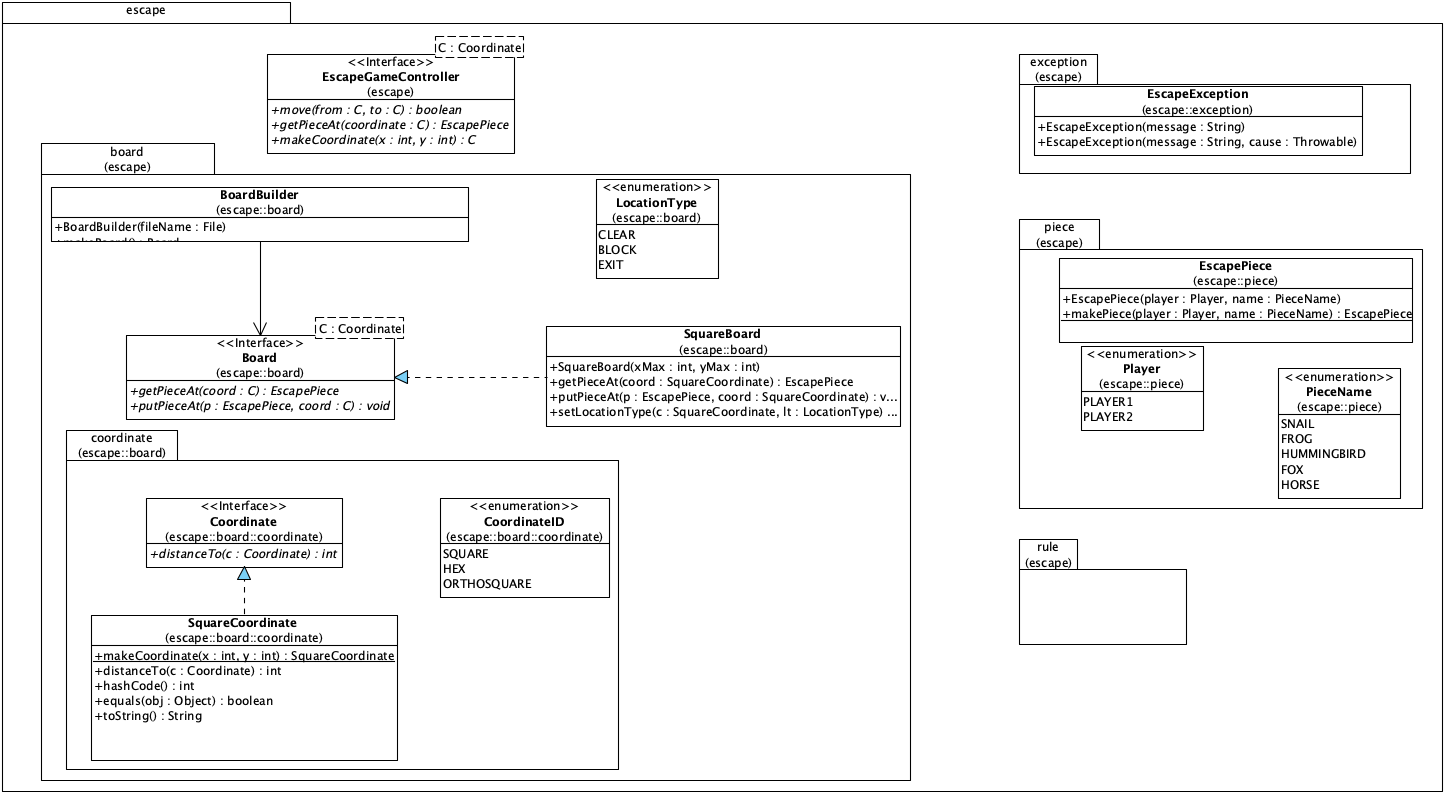 escape
C : Coordinate
<<Interface>>
EscapeGameController
(escape)
+move(from : C, to : C) : boolean
+getPieceAt(coordinate : C) : EscapePiece
+makeCoordinate(x : int, y : int) : C
board
(escape)
BoardBuilder
(escape::board)
+BoardBuilder(fileName : File)
<<enumeration>>
LocationType
(escape::board)
CLEAR
BLOCK
EXIT
C : Coordinate
<<Interface>>
Board
(escape::board)
+getPieceAt(coord : C) : EscapePiece
+putPieceAt(p : EscapePiece, coord : C) : void
SquareBoard
(escape::board)
+SquareBoard(xMax : int, yMax : int)
+getPieceAt(coord : SquareCoordinate) : EscapePiece
+putPieceAt(p : EscapePiece, coord : SquareCoordinate) : v...
+setLocationType(c : SquareCoordinate, lt : LocationType) ...
coordinate
(escape::board)
<<Interface>>
Coordinate
(escape::board::coordinate)
+distanceTo(c : Coordinate) : int
<<enumeration>>
CoordinateID
(escape::board::coordinate)
SQUARE
HEX
ORTHOSQUARE
SquareCoordinate
(escape::board::coordinate)
+makeCoordinate(x : int, y : int) : SquareCoordinate
+distanceTo(c : Coordinate) : int
+hashCode() : int
+equals(obj : Object) : boolean
+toString() : String
exception
(escape)
EscapeException
(escape::exception)
+EscapeException(message : String)
+EscapeException(message : String, cause : Throwable)
piece
(escape)
EscapePiece
(escape::piece)
+EscapePiece(player : Player, name : PieceName)
+makePiece(player : Player, name : PieceName) : EscapePiece
<<enumeration>>
Player
(escape::piece)
PLAYER1
PLAYER2
<<enumeration>>
PieceName
(escape::piece)
SNAIL
FROG
HUMMINGBIRD
FOX
HORSE
rule
(escape)